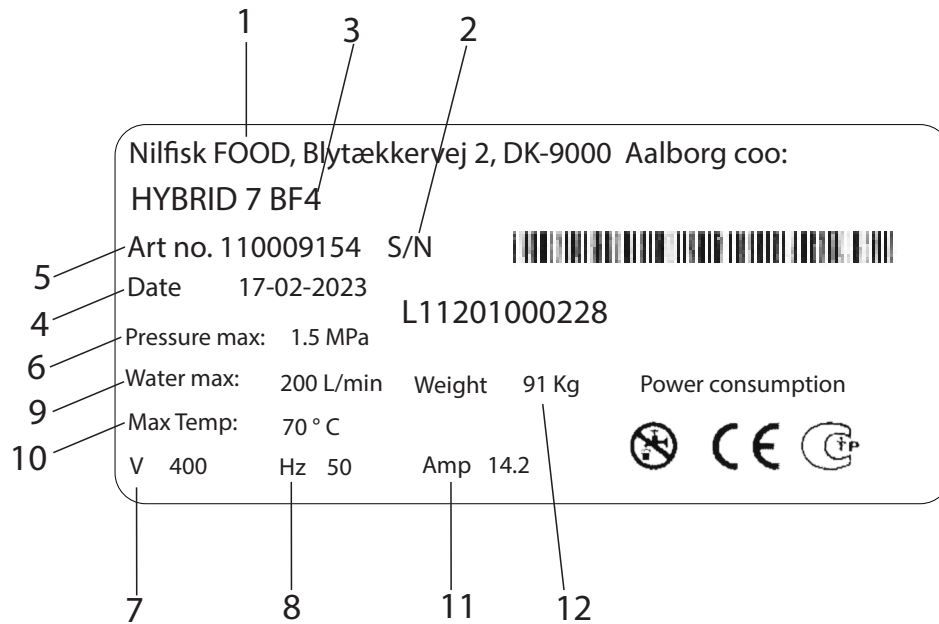 1 3 2
Nilfisk FOOD, Blytækkervej 2, DK-9000 Aalborg coo:
HYBRID 7 BF4
5 Art no. 110009154 S/N
4 Date 17-02-2023
L11201000228
6 Pressure max: 1.5 MPa
9 Water max: 200 L/min Weight 91 Kg Power consumption
10 Max Temp: 70 ° C
V 400 Hz 50 Amp 14.2
CE
7 8 11 12